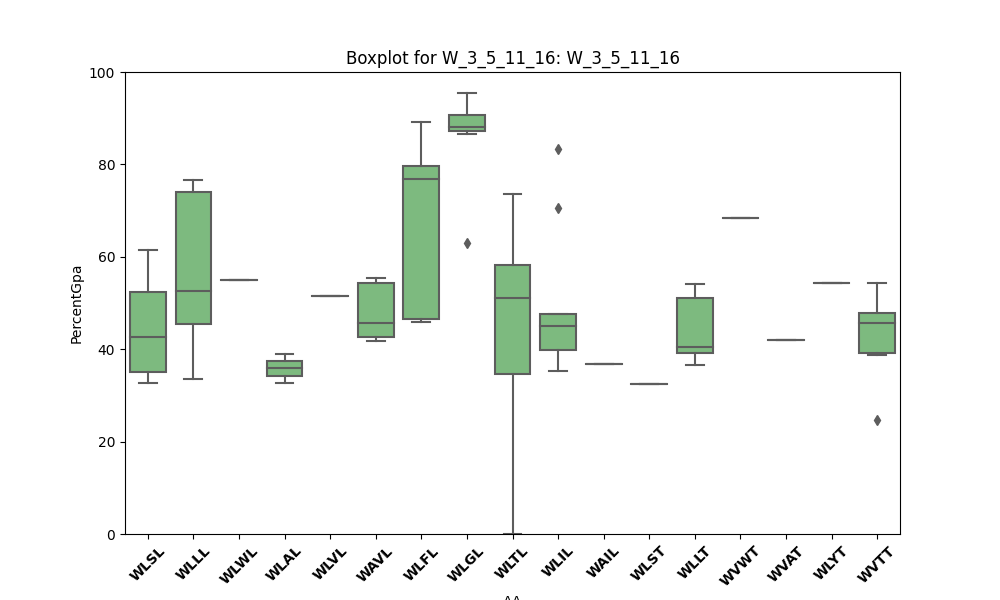 Boxplot for W_3_5_11_16: W_3_5_11_16
PercentGpa
100
80
60
40
20
0
WLSL
WLLL
WLWL
WLAL
WLVL
WAVL
WLFL
WLGL
WLTL
WLIL
WAIL
WLST
WLLT
WVWT
WVAT
WLYT
WVTT